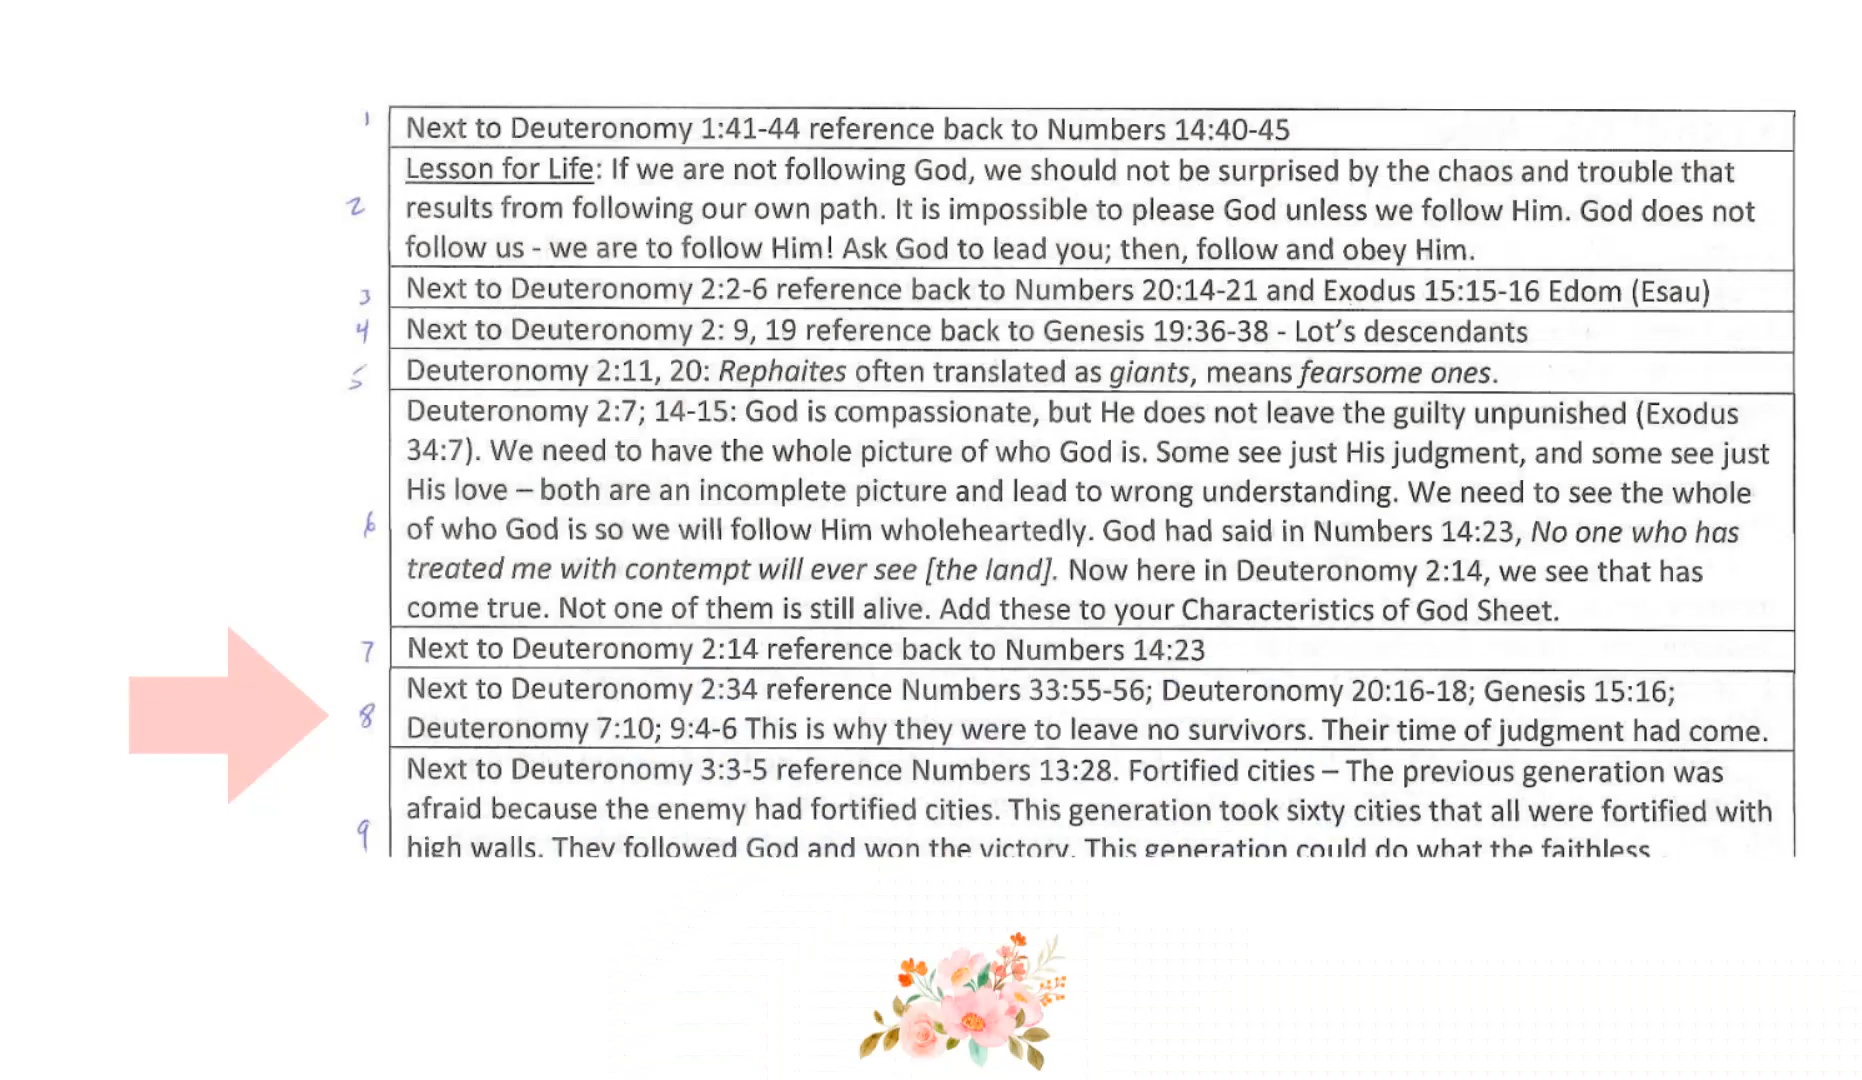 1
Next to Deuteronomy 1:41-44 reference back to Numbers 14:40-45
Lesson for Life: If we are not following God, we should not be surprised by the chaos and trouble that
2 results from following our own path. It is impossible to please God unless we follow Him. God does not
follow us - we are to follow Him! Ask God to lead you; then, follow and obey Him.
3 Next to Deuteronomy 2:2-6 reference back to Numbers 20:14-21 and Exodus 15:15-16 Edom (Esau)
4 Next to Deuteronomy 2: 9, 19 reference back to Genesis 19:36-38 - Lot's descendants
5 Deuteronomy 2:11, 20: Rephaites often translated as giants, means fearsome ones.
Deuteronomy 2:7; 14-15: God is compassionate, but He does not leave the guilty unpunished (Exodus
34:7). We need to have the whole picture of who God is. Some see just His judgment, and some see just
His love – both are an incomplete picture and lead to wrong understanding. We need to see the whole
6 of who God is so we will follow Him wholeheartedly. God had said in Numbers 14:23, No one who has
treated me with contempt will ever see [the land]. Now here in Deuteronomy 2:14, we see that has
come true. Not one of them is still alive. Add these to your Characteristics of God Sheet.
7 Next to Deuteronomy 2:14 reference back to Numbers 14:23
Next to Deuteronomy 2:34 reference Numbers 33:55-56; Deuteronomy 20:16-18; Genesis 15:16;
8 Deuteronomy 7:10; 9:4-6 This is why they were to leave no survivors. Their time of judgment had come.
Next to Deuteronomy 3:3-5 reference Numbers 13:28. Fortified cities – The previous generation was
afraid because the enemy had fortified cities. This generation took sixty cities that all were fortified with
9 high walls. They followed God and won the victory. This generation could do what the faithless